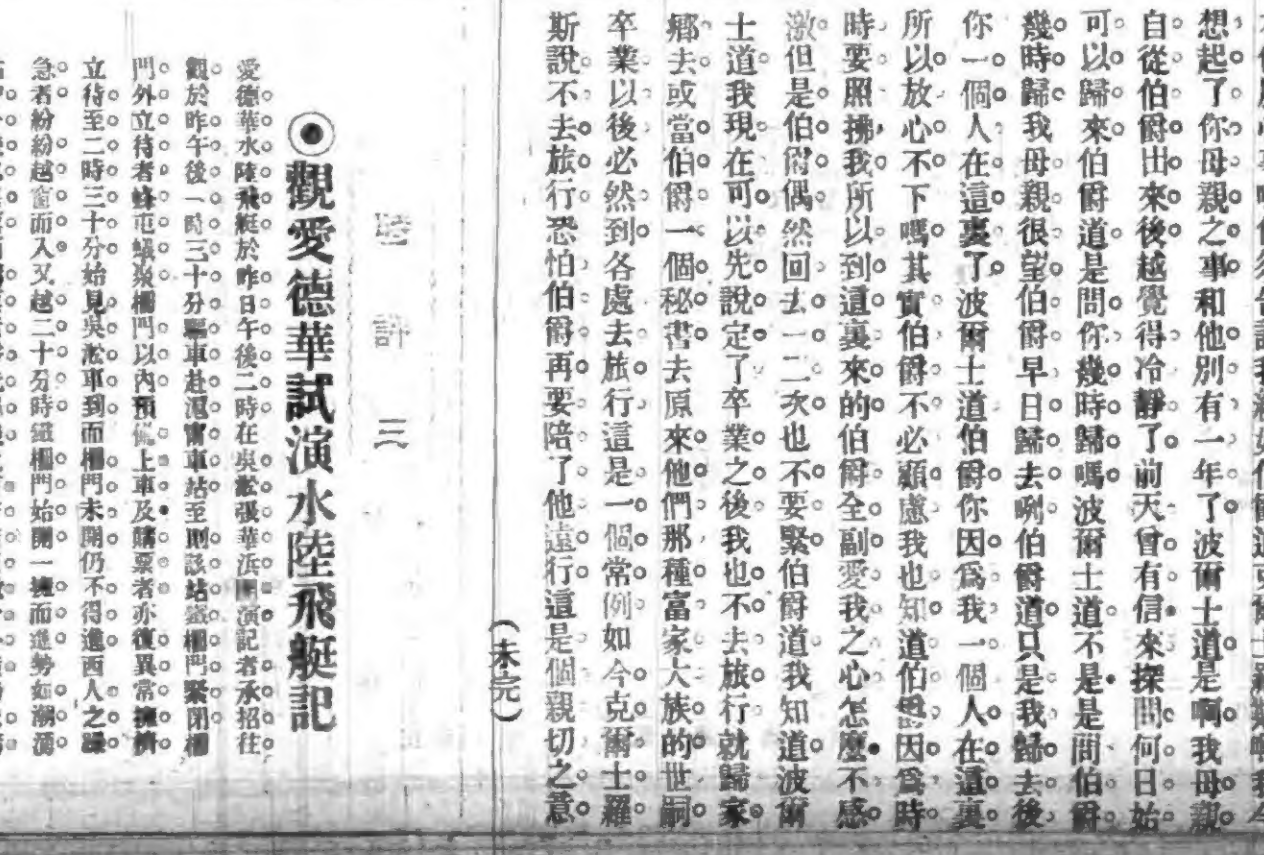 想起了你母親之事和他別有一年了波爾士道是啊我母親
自從伯爵出來後越覺得冷靜了前天曾有信來探問何日始
可以歸來伯爵道是問你幾時歸嗎波爾士道不是是問伯爵
幾時歸我母親很望伯爵早日歸去咧伯爵道只是我歸去後
你一個人在這裏了波爾士道伯爵你因爲我一個人在這裏
所以放心不下嗎其實伯爵不必顧慮我也知道伯爵因爲時
時要照拂我所以到這裏來的伯爵全副愛我之心怎麼不感
激但是伯爵偶然回去一二次也不要緊伯爵道我知道波爾
士道我現在可以先說定了卒業之後我也不去旅行就歸家
鄉去或當伯爵一個秘書去原來他們那種富家大族的世嗣
卒業以後必然到各處去旅行這是一個常例如今克爾士羅
斯說不去旅行恐怕伯爵再要陪了他遠行這是個親切之意
(未完)
評三
◉觀愛德華試演水陸飛艇記
愛德華水陸飛艇於昨日午後二時在吳淞張華浜開演記者承招往
觀於昨午後一時三十分驅車赴滬甯車站至則該站鐵柵門緊閉柵
門外立待者蜂屯蟻聚柵門以內預備上車及購票者亦復異常擁擠
立待至二時三十分始見吳淞車到而柵門未開仍不得進西人之躁
急者紛紛越窗而入又越二十分時鐵柵門始開一擁而進勢如潮湧